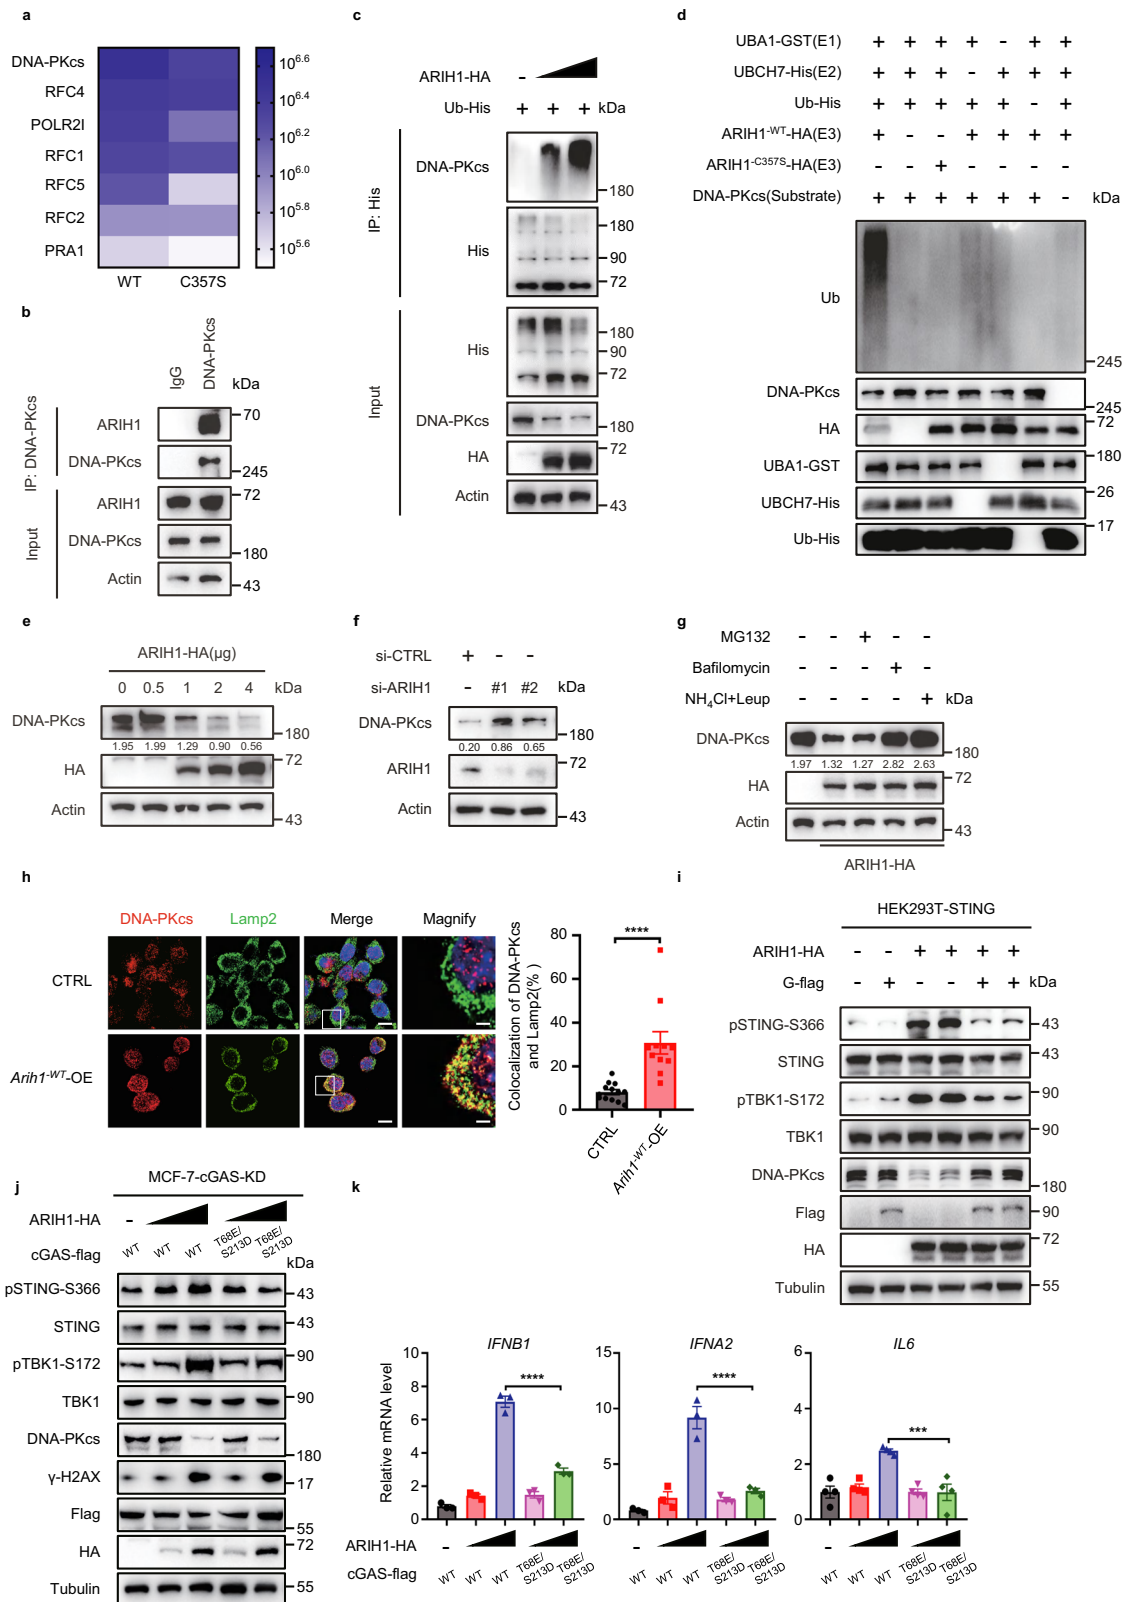 a
DNA-PKcs
RFC4
POLR2I
RFC1
RFC5
RFC2
PRA1
WT C357S
10^6.6
10^6.4
10^6.2
10^6.0
10^5.8
10^5.6
b
IgG DNA-PKcs kDa
IP: DNA-PKcs
ARIH1 70
DNA-PKcs 245
Input
ARIH1 72
DNA-PKcs 180
Actin 43
c
ARIH1-HA -
Ub-His + + + kDa
IP: His
DNA-PKcs 180
His 180 90 72
Input
His 180 90 72
DNA-PKcs 180
HA 72
Actin 43
d
UBA1-GST(E1) + + + + - + +
UBCH7-His(E2) + + + - + + +
Ub-His + + + + + - +
ARIH1-WT-HA(E3) + - - + + + +
ARIH1-C357S-HA(E3) - - + - - - -
DNA-PKcs(Substrate) + + + + + + - kDa
Ub 245
DNA-PKcs 245
HA 72
UBA1-GST 180
UBCH7-His 26
Ub-His 17
e
ARIH1-HA(µg)
0 0.5 1 2 4 kDa
DNA-PKcs 180
1.95 1.99 1.29 0.90 0.56
HA 72
Actin 43
f
si-CTRL + - -
si-ARIH1 - #1 #2 kDa
DNA-PKcs 180
0.20 0.86 0.65
ARIH1 72
Actin 43
g
MG132 - - + - -
Bafilomycin - - - + -
NH4Cl+Leup - - - - + kDa
DNA-PKcs 180
1.97 1.32 1.27 2.82 2.63
HA 72
Actin 43
ARIH1-HA
h
DNA-PKcs Lamp2 Merge Magnify
CTRL
Arih1-WT-OE
Colocalization of DNA-PKcs and Lamp2(% )
80
60
40
20
0
****
CTRL Arih1-WT-OE
i
HEK293T-STING
ARIH1-HA - - + + + +
G-flag - + - - + + kDa
pSTING-S366 43
STING 43
pTBK1-S172 90
TBK1 90
DNA-PKcs 180
Flag 90
HA 72
Tubulin 55
j
MCF-7-cGAS-KD
ARIH1-HA -
cGAS-flag WT WT WT T68E/S213D T68E/S213D
kDa
pSTING-S366 43
STING 43
pTBK1-S172 90
TBK1 90
DNA-PKcs 180
γ-H2AX 17
Flag 55
HA 72
Tubulin 55
k
Relative mRNA level
IFNB1
10
8
6
4
2
0
****
IFNA2
15
10
5
0
****
IL6
6
4
2
0
***
ARIH1-HA - - -
cGAS-flag WT WT WT T68E/S213D T68E/S213D WT WT WT T68E/S213D T68E/S213D WT WT WT T68E/S213D T68E/S213D